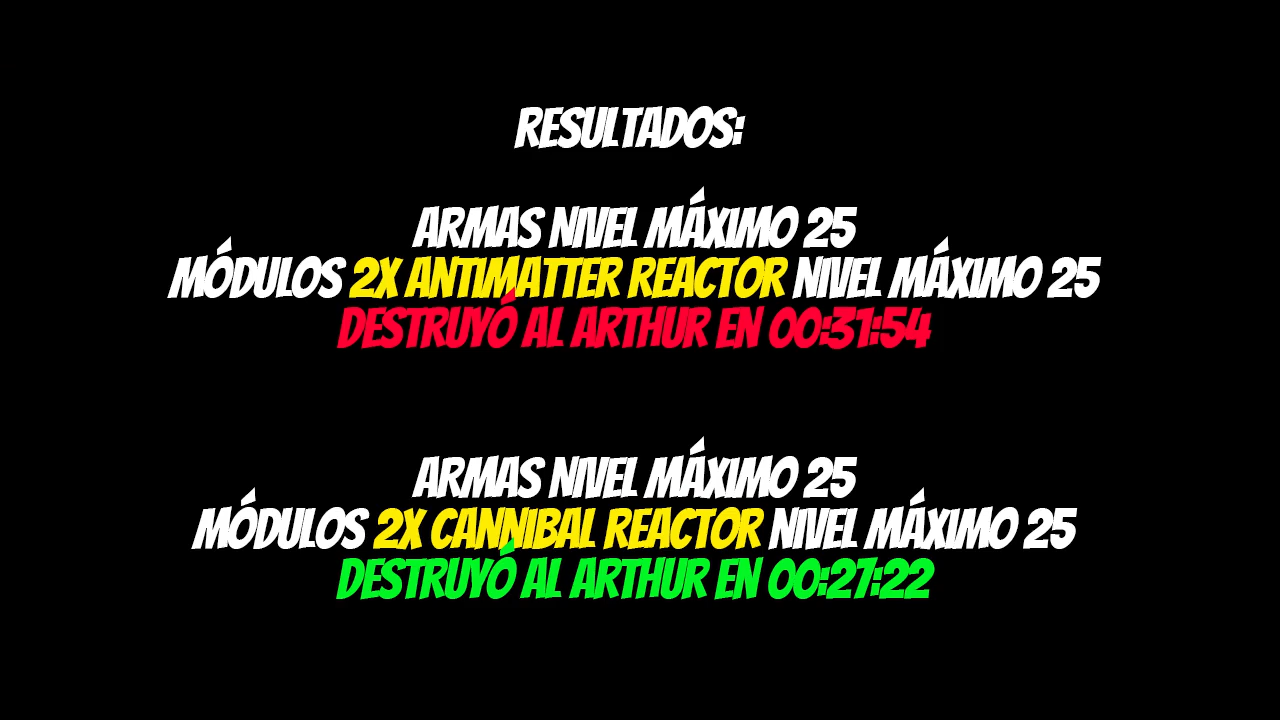 RESULTADOS:
ARMAS NIVEL MÁXIMO 25
MÓDULOS 2X ANTIMATTER REACTOR NIVEL MÁXIMO 25
DESTRUYÓ AL ARTHUR EN 00:31:54
ARMAS NIVEL MÁXIMO 25
MÓDULOS 2X CANNIBAL REACTOR NIVEL MÁXIMO 25
DESTRUYÓ AL ARTHUR EN 00:27:22